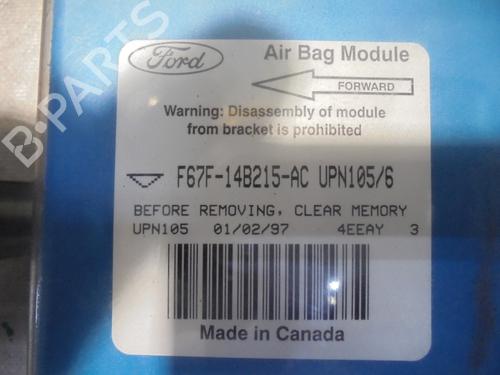 Ford
Air Bag Module
FORWARD
Warning: Disassembly of module
from bracket is prohibited
F67F-14B215-AC UPN105/6
BEFORE REMOVING, CLEAR MEMORY
UPN105 01/02/97 4EEAY 3
Made in Canada
B-PARTS